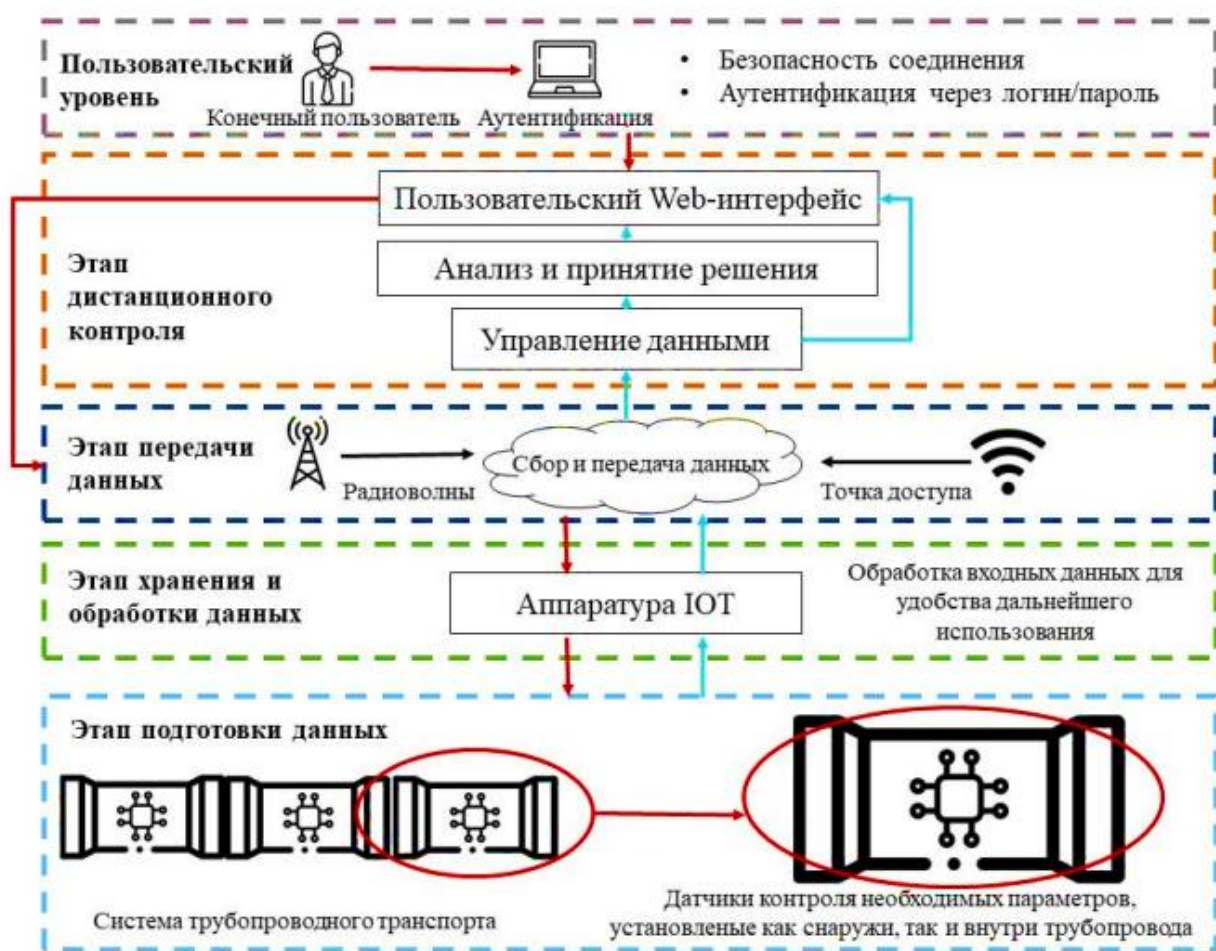 Пользовательский
уровень
Конечный пользователь
Аутентификация
• Безопасность соединения
• Аутентификация через логин/пароль
Пользовательский Web-интерфейс
Этап
дистанционного
контроля
Анализ и принятие решения
Управление данными
Этап передачи
данных
Радиоволны
Сбор и передача данных
Точка доступа
Этап хранения и
обработки данных
Аппаратура IOT
Обработка входных данных для
удобства дальнейшего
использования
Этап подготовки данных
Система трубопроводного транспорта
Датчики контроля необходимых параметров,
установленые как снаружи, так и внутри трубопровода